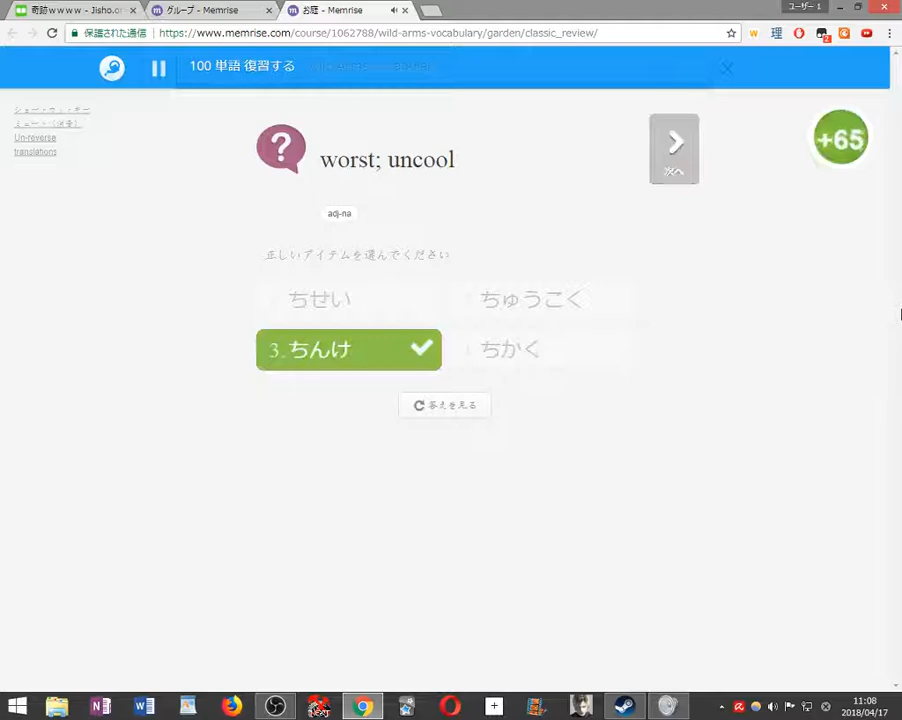 奇跡ｗｗｗｗ - Jisho.or
グループ - Memrise
お庭 - Memrise
ユーザー 1
保護された通信
https://www.memrise.com/course/1062788/wild-arms-vocabulary/garden/classic_review/
100 単語 復習する
Un-reverse
translations
?
worst; uncool
次へ
+65
adj-na
正しいアイテムを選んでください
ちせい
ちゅうこく
3. ちんけ
ちかく
答えを見る
11:08
2018/04/17